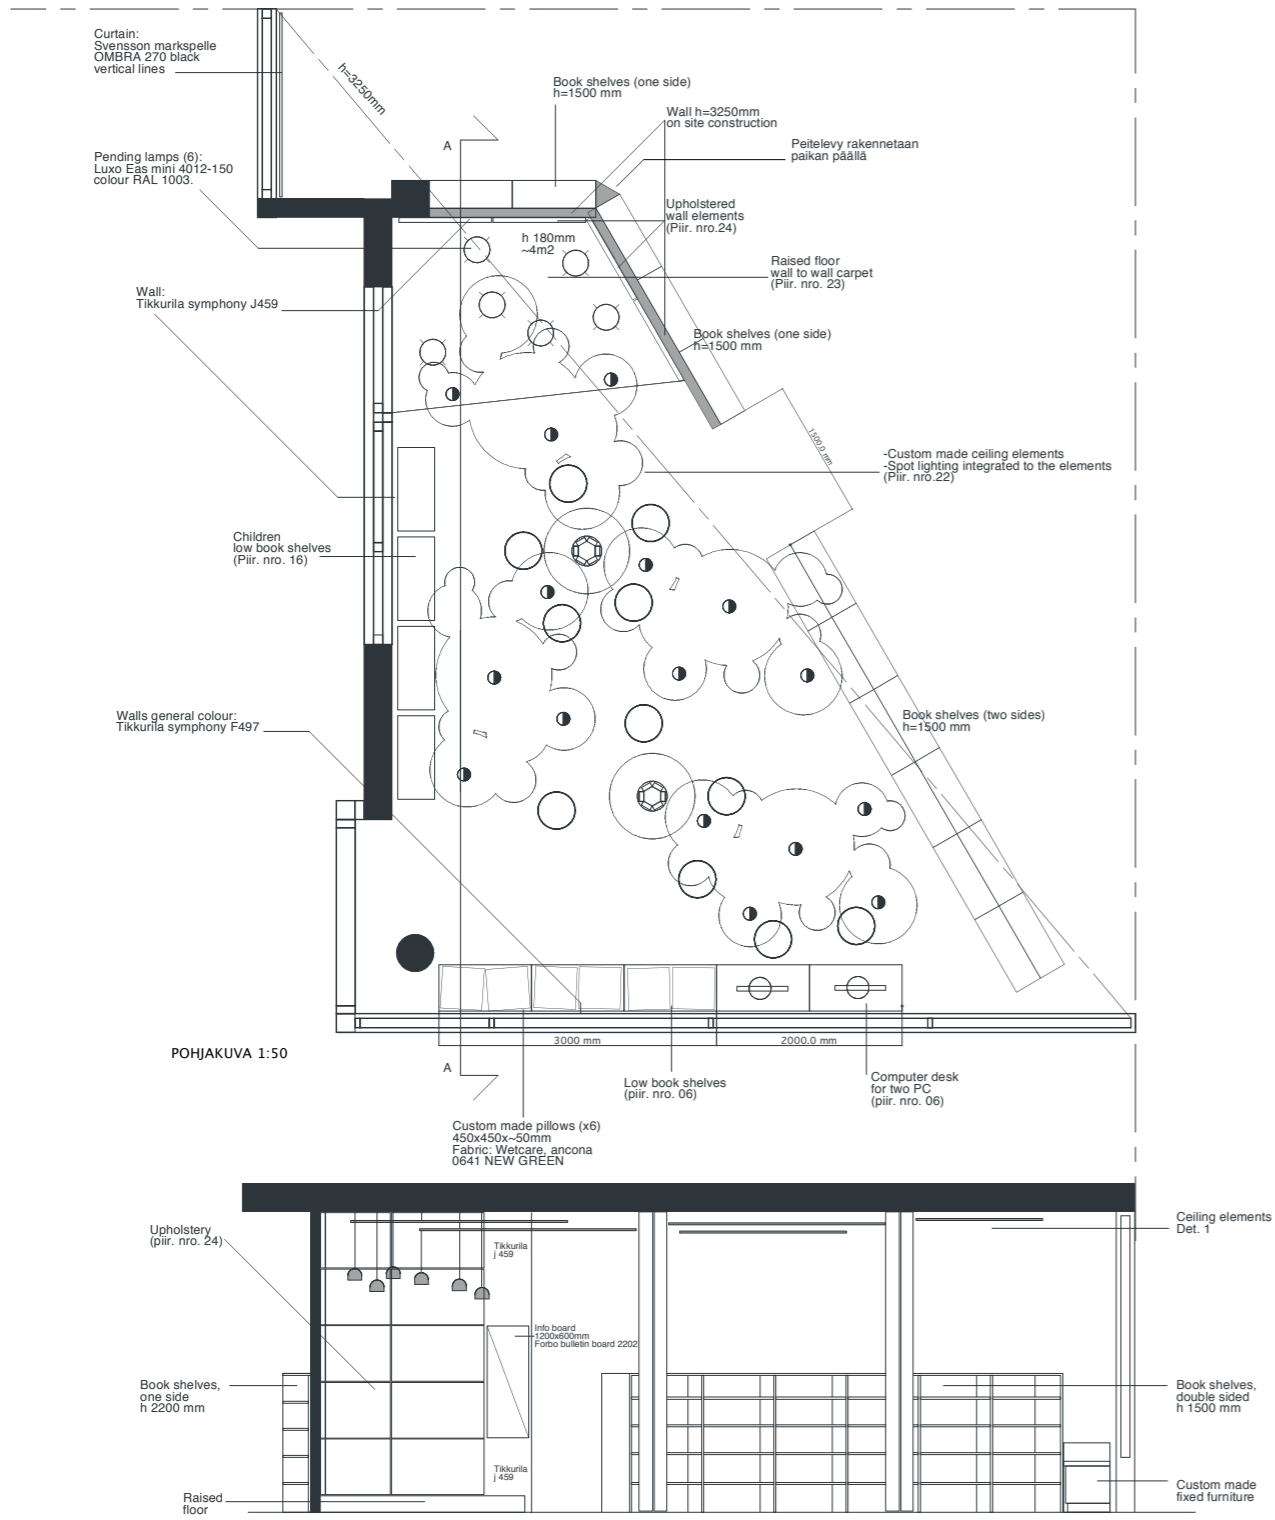 Curtain:
Svensson markspelle
OMBRA 270 black
vertical lines
h=3250mm
Book shelves (one side)
h=1500 mm
Wall h=3250mm
on site construction
A
Peitelevy rakennetaan
paikan päällä
Pending lamps (6):
Luxo Eas mini 4012-150
colour RAL 1003.
Upholstered
wall elements
(Piir. nro.24)
h 180mm
~4m2
Raised floor
wall to wall carpet
(Piir. nro. 23)
Wall:
Tikkurila symphony J459
Book shelves (one side)
h=1500 mm
1500.0 mm
-Custom made ceiling elements
-Spot lighting integrated to the elements
(Piir. nro.22)
Children
low book shelves
(Piir. nro. 16)
Walls general colour:
Tikkurila symphony F497
Book shelves (two sides)
h=1500 mm
3000 mm
2000.0 mm
POHJAKUVA 1:50
A
Low book shelves
(piir. nro. 06)
Computer desk
for two PC
(piir. nro. 06)
Custom made pillows (x6)
450x450x~50mm
Fabric: Wetcare, ancona
0641 NEW GREEN
Upholstery
(piir. nro. 24)
Tikkurila
j 459
Ceiling elements
Det. 1
Info board
1200x600mm
Forbo bulletin board 2202
Book shelves,
one side
h 2200 mm
Book shelves,
double sided
h 1500 mm
Tikkurila
j 459
Raised
floor
Custom made
fixed furniture